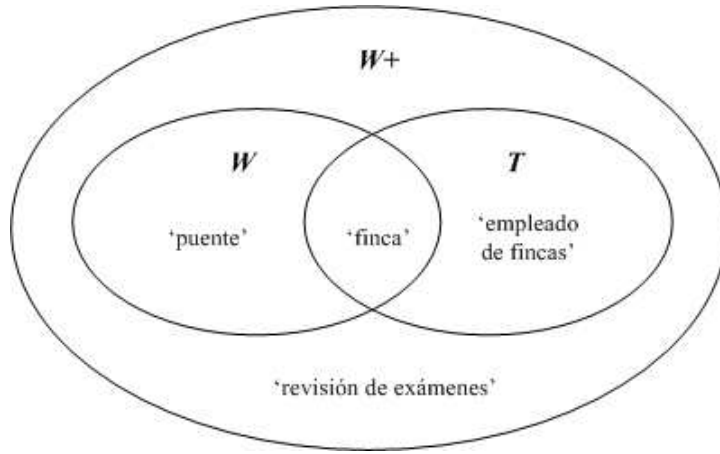 W+
W
T
‘puente’
‘finca’
‘empleado
de fincas’
‘revisión de exámenes’